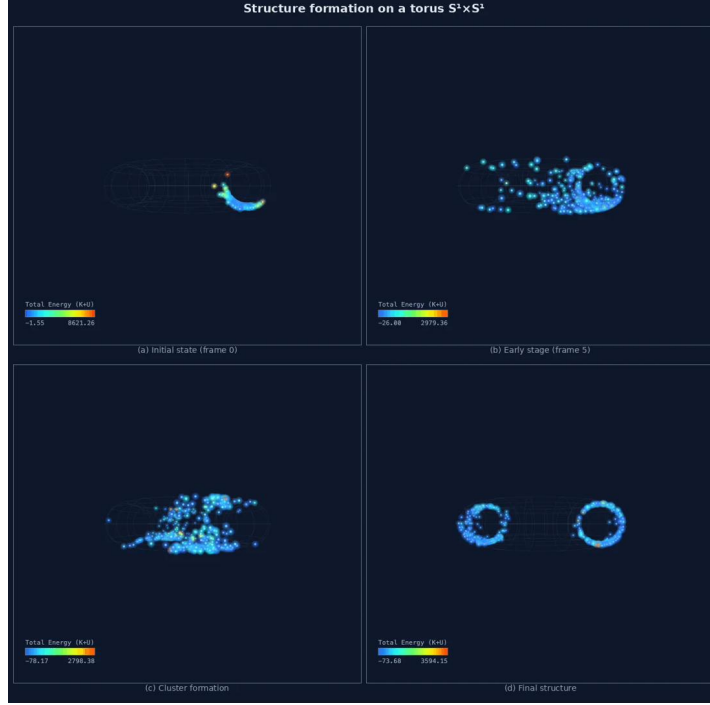 Structure formation on a torus S¹×S¹
Total Energy (K+U)
−1.55 8621.26
(a) Initial state (frame 0)
Total Energy (K+U)
−26.08 2979.36
(b) Early stage (frame 5)
Total Energy (K+U)
−78.17 2798.38
(c) Cluster formation
Total Energy (K+U)
−73.68 3594.15
(d) Final structure